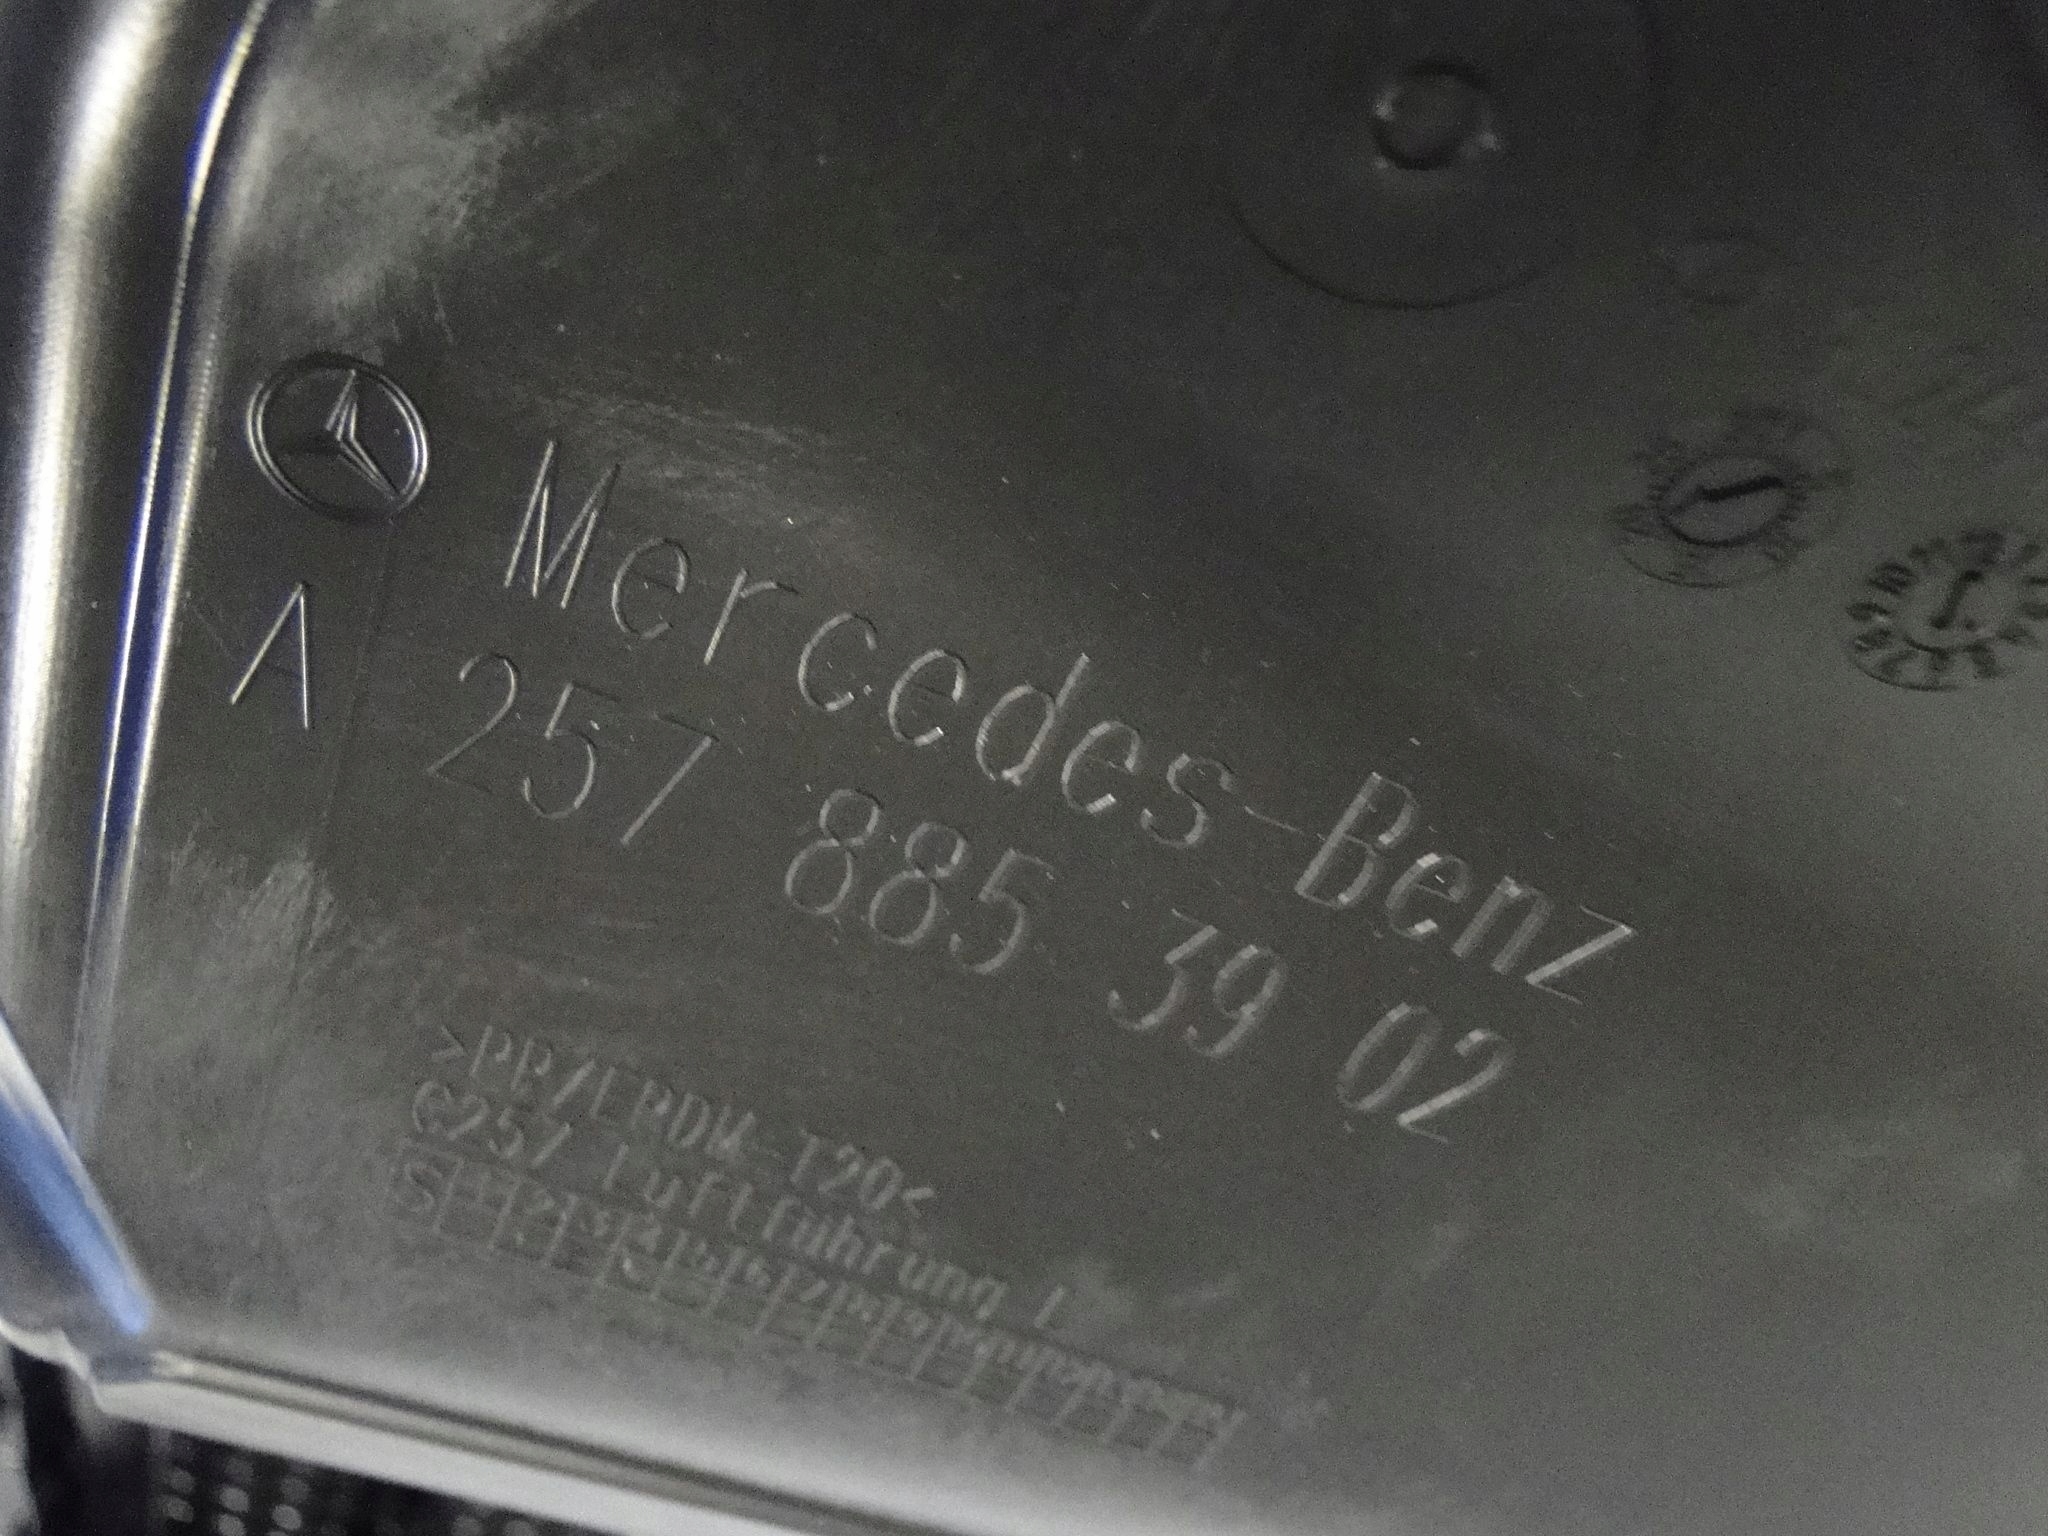 Mercedes-Benz
A 257 885 39 02
>PP/EPDM-T20<
C257 Luftführung